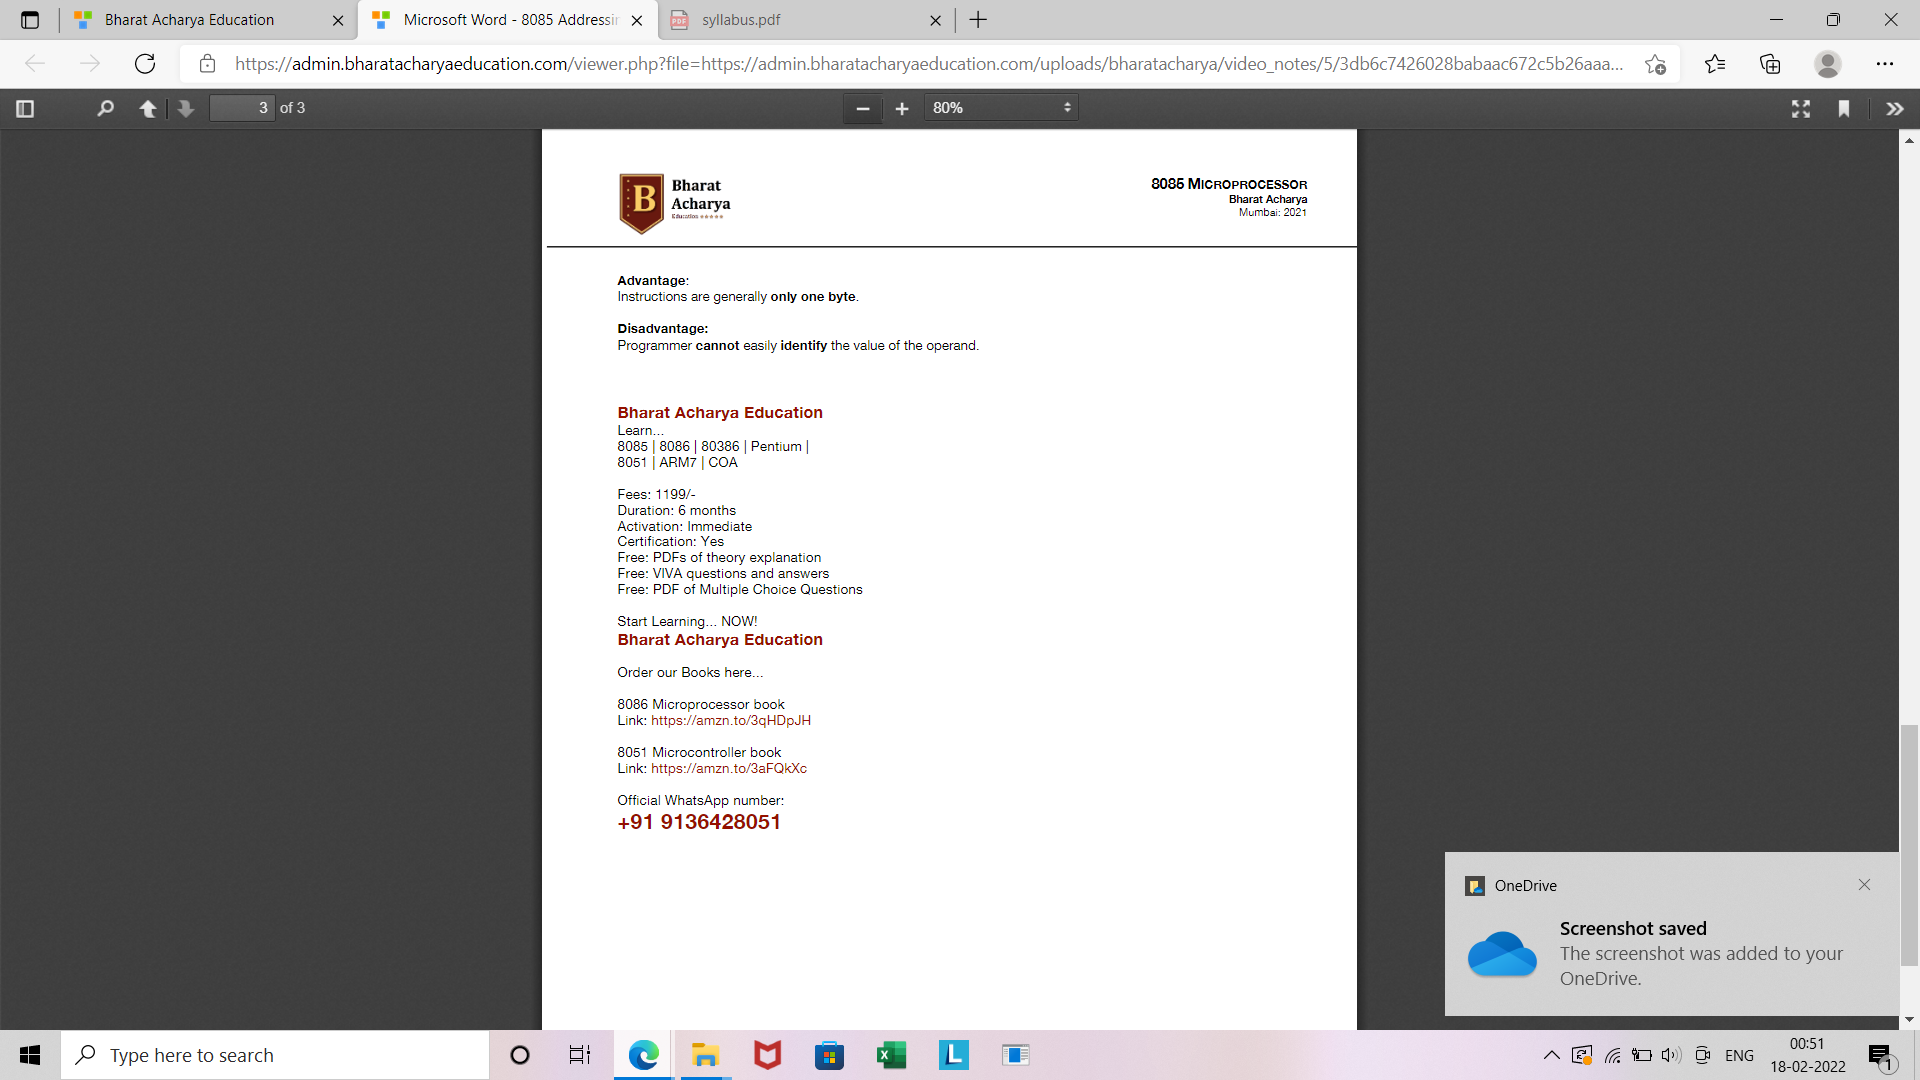 Bharat Acharya Education
Microsoft Word - 8085 Addressin
syllabus.pdf
https://admin.bharatacharyaeducation.com/viewer.php?file=https://admin.bharatacharyaeducation.com/uploads/bharatacharya/video_notes/5/3db6c7426028babaac672c5b26aaa...
3 of 3
80%
B
Bharat
Acharya
Education
8085 MICROPROCESSOR
Bharat Acharya
Mumbai: 2021
Advantage:
Instructions are generally only one byte.
Disadvantage:
Programmer cannot easily identify the value of the operand.
Bharat Acharya Education
Learn...
8085 | 8086 | 80386 | Pentium |
8051 | ARM7 | COA
Fees: 1199/-
Duration: 6 months
Activation: Immediate
Certification: Yes
Free: PDFs of theory explanation
Free: VIVA questions and answers
Free: PDF of Multiple Choice Questions
Start Learning... NOW!
Bharat Acharya Education
Order our Books here...
8086 Microprocessor book
Link: https://amzn.to/3qHDpJH
8051 Microcontroller book
Link: https://amzn.to/3aFQkXc
Official WhatsApp number:
+91 9136428051
OneDrive
Screenshot saved
The screenshot was added to your
OneDrive.
Type here to search
L
ENG
00:51
18-02-2022
1